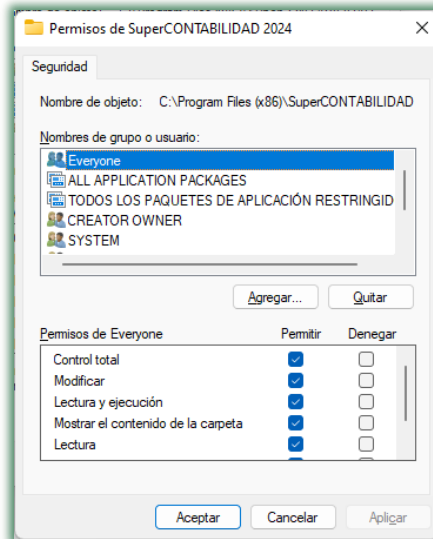 Permisos de SuperCONTABILIDAD 2024
Seguridad
Nombre de objeto: C:\Program Files (x86)\SuperCONTABILIDAD
Nombres de grupo o usuario:
Everyone
ALL APPLICATION PACKAGES
TODOS LOS PAQUETES DE APLICACIÓN RESTRINGID
CREATOR OWNER
SYSTEM
Agregar...
Quitar
Permisos de Everyone Permitir Denegar
Control total
Modificar
Lectura y ejecución
Mostrar el contenido de la carpeta
Lectura
Aceptar Cancelar Aplicar